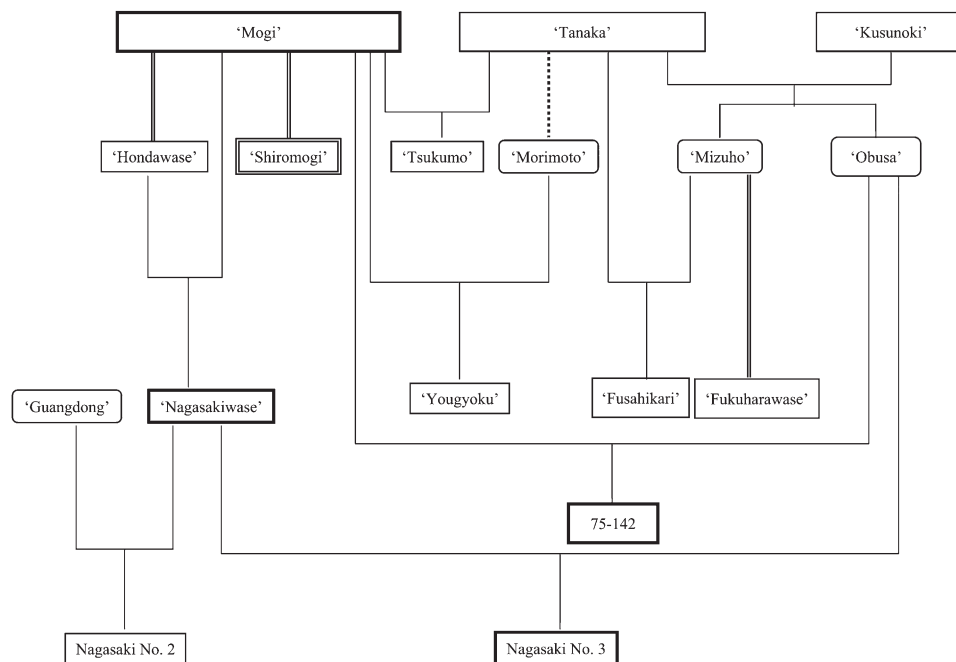 ‘Mogi’
‘Tanaka’
‘Kusunoki’
‘Hondawase’
‘Shiromogi’
‘Tsukumo’
‘Morimoto’
‘Mizuho’
‘Obusa’
‘Guangdong’
‘Nagasakiwase’
‘Yougyoku’
‘Fusahikari’
‘Fukuharawase’
75-142
Nagasaki No. 2
Nagasaki No. 3